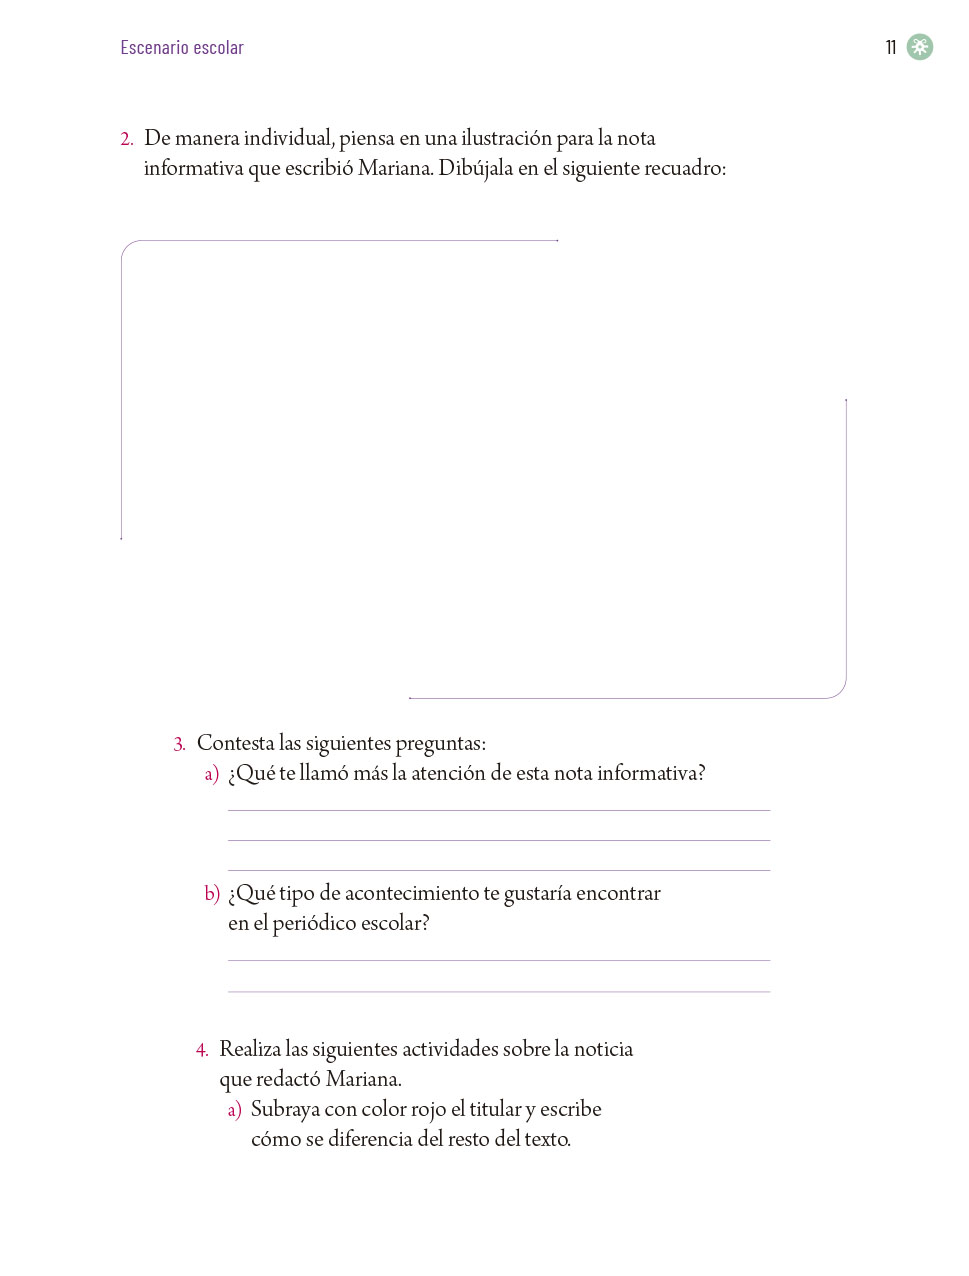 Escenario escolar
11
2. De manera individual, piensa en una ilustración para la nota
informativa que escribió Mariana. Dibújala en el siguiente recuadro:
3. Contesta las siguientes preguntas:
a) ¿Qué te llamó más la atención de esta nota informativa?
b) ¿Qué tipo de acontecimiento te gustaría encontrar
en el periódico escolar?
4. Realiza las siguientes actividades sobre la noticia
que redactó Mariana.
a) Subraya con color rojo el titular y escribe
cómo se diferencia del resto del texto.